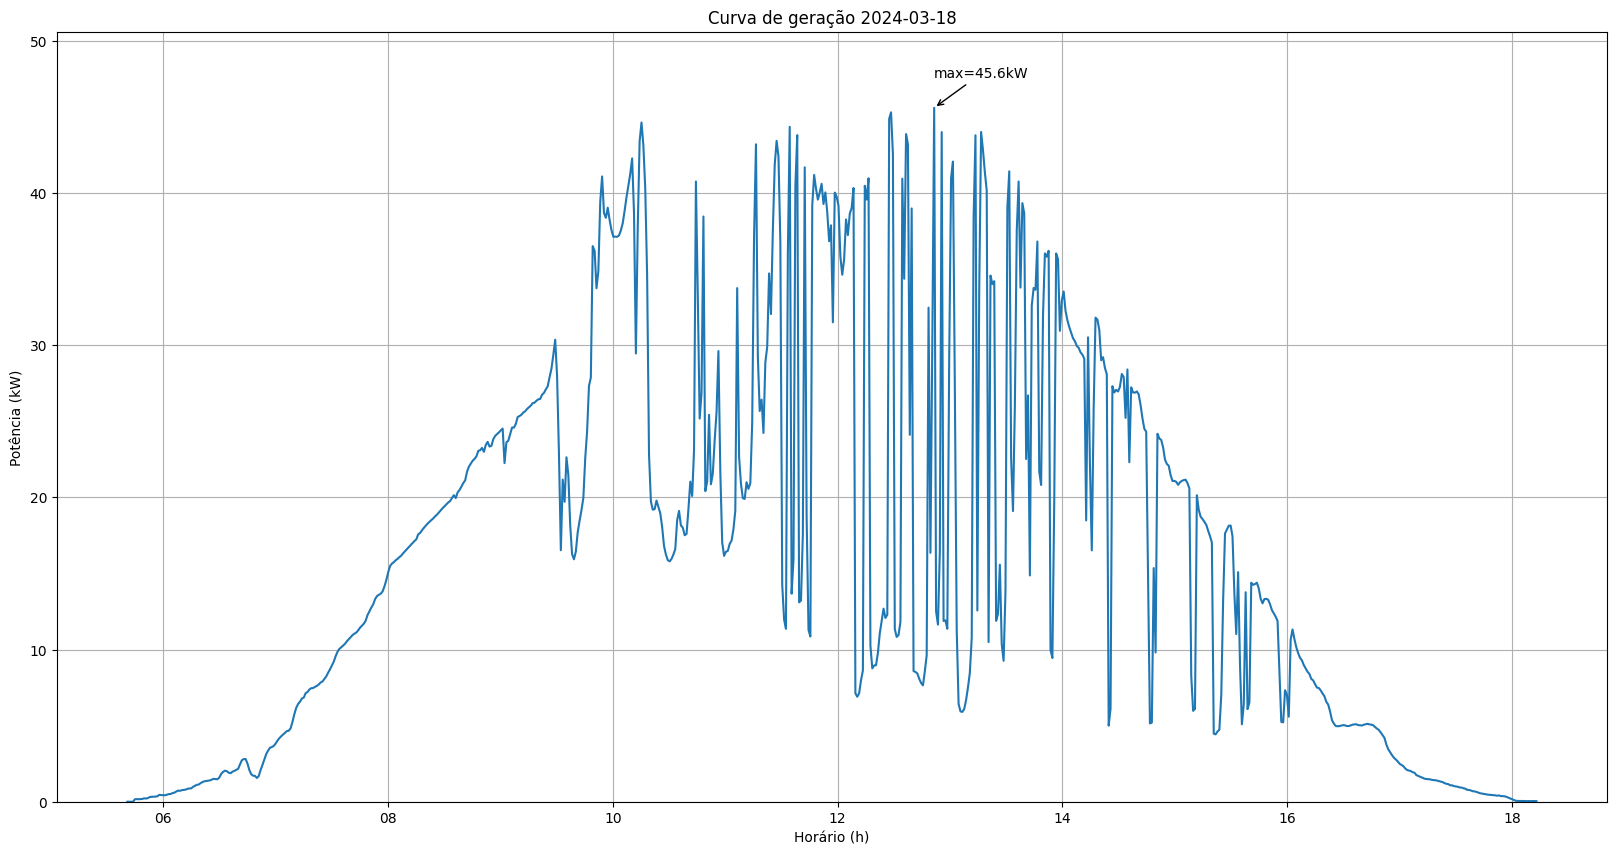 Curva de geração 2024-03-18
50
max=45.6kW
40
30
Potência (kW)
20
10
0
06 08 10 12 14 16 18
Horário (h)